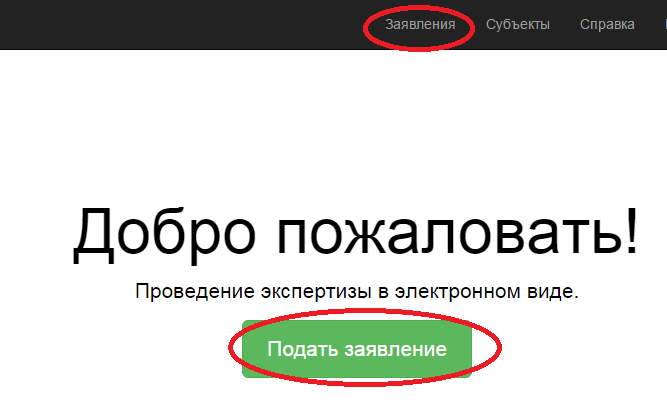 Заявления Субъекты Справка
Добро пожаловать!
Проведение экспертизы в электронном виде.
Подать заявление